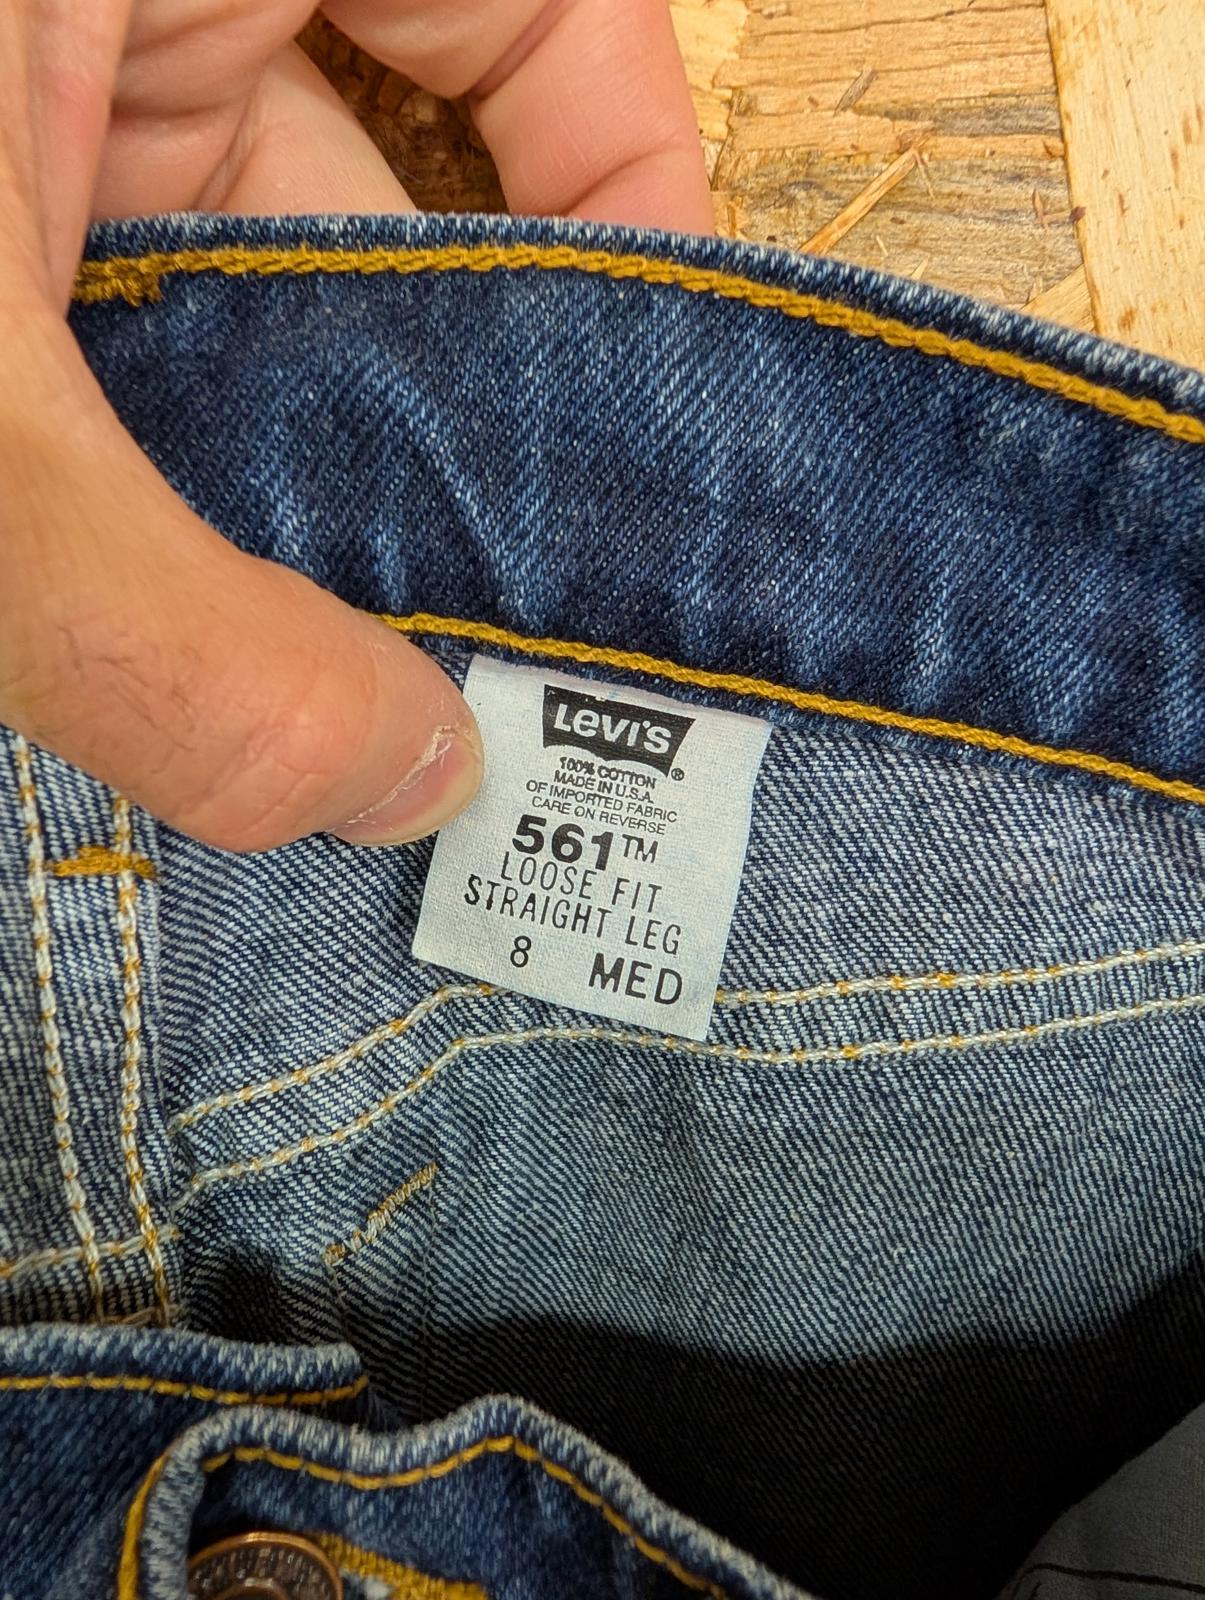 Levi's ®
100% COTTON
MADE IN U.S.A.
OF IMPORTED FABRIC
CARE ON REVERSE
561™
LOOSE FIT
STRAIGHT LEG
8 MED